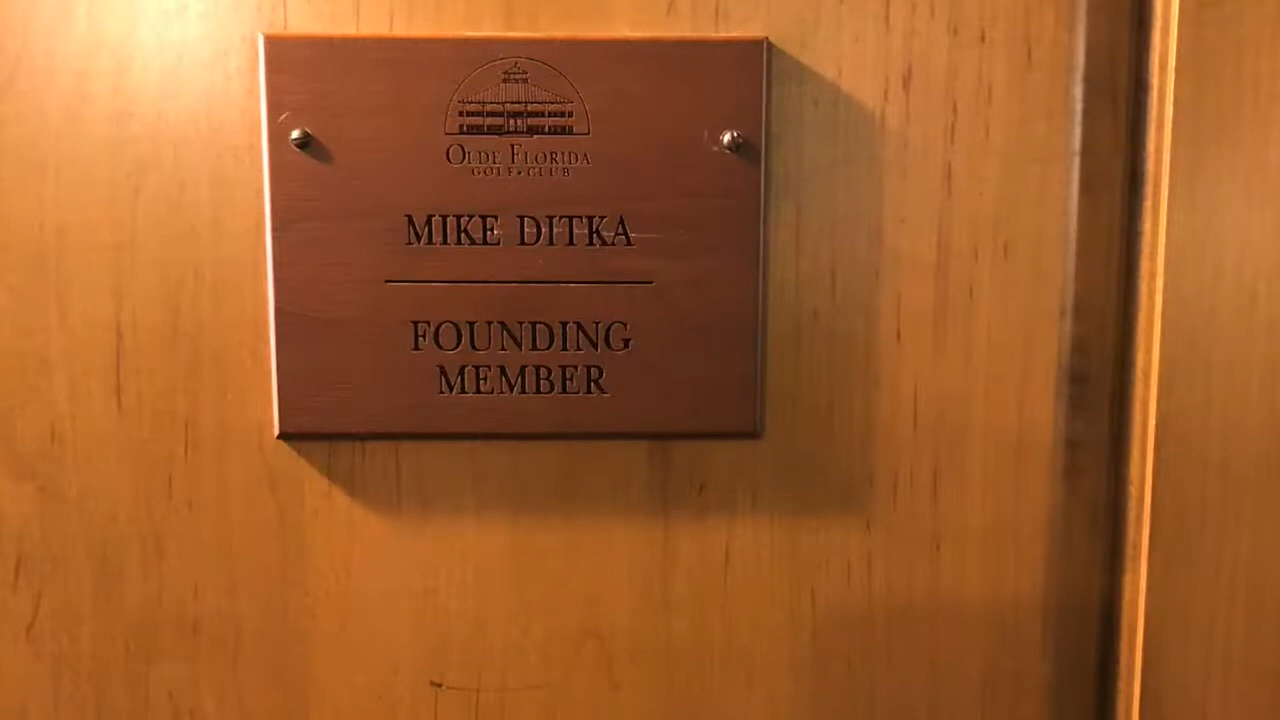 OLDE FLORIDA
GOLF•CLUB
MIKE DITKA
FOUNDING
MEMBER